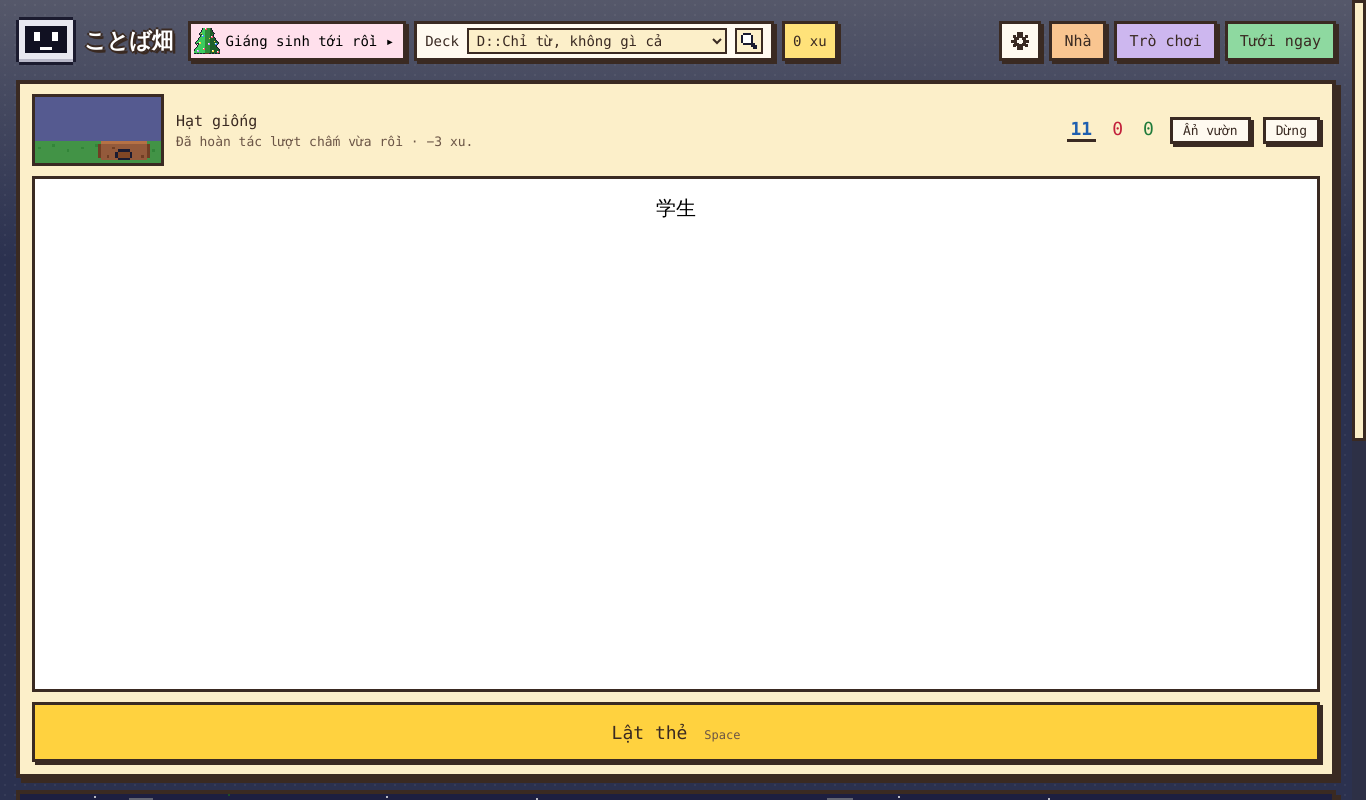 ことば畑
Giáng sinh tới rồi ▸
Deck D::Chỉ từ, không gì cả
0 xu
Nhà
Trò chơi
Tưới ngay
Hạt giống
Đã hoàn tác lượt chấm vừa rồi · −3 xu.
11 0 0
Ẩn vườn
Dừng
学生
Lật thẻ Space